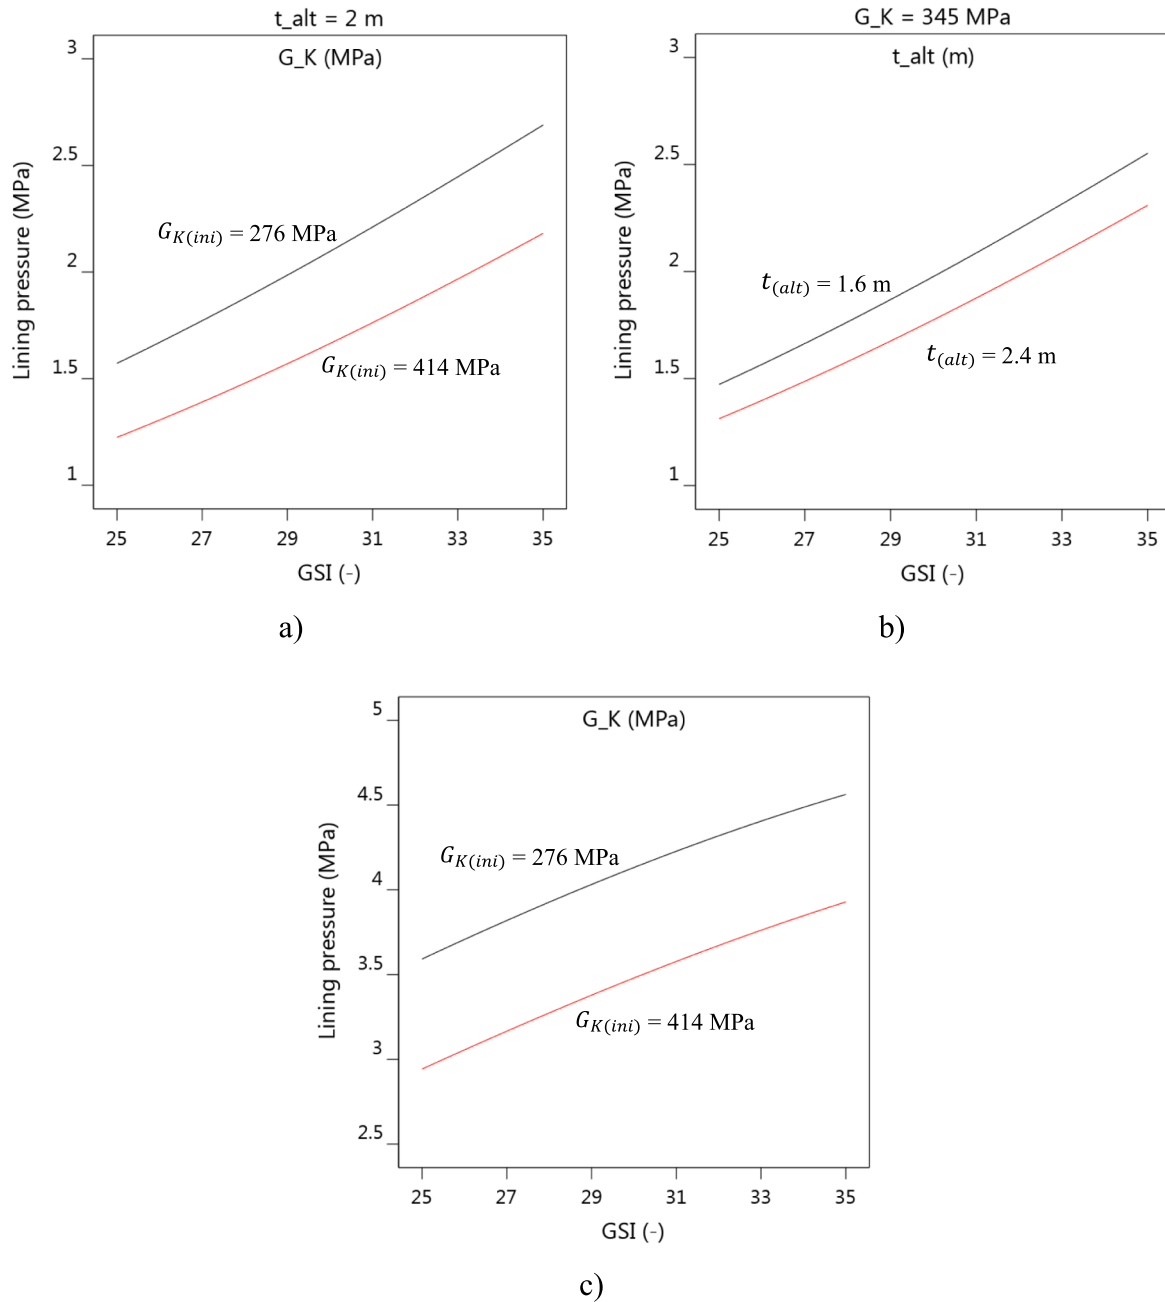 t_alt = 2 m
G_K (MPa)
3
2.5
2
1.5
1
Lining pressure (MPa)
G_K(ini) = 276 MPa
G_K(ini) = 414 MPa
25 27 29 31 33 35
GSI (-)
a)
G_K = 345 MPa
t_alt (m)
3
2.5
2
1.5
1
Lining pressure (MPa)
t_(alt) = 1.6 m
t_(alt) = 2.4 m
25 27 29 31 33 35
GSI (-)
b)
G_K (MPa)
5
4.5
4
3.5
3
2.5
Lining pressure (MPa)
G_K(ini) = 276 MPa
G_K(ini) = 414 MPa
25 27 29 31 33 35
GSI (-)
c)